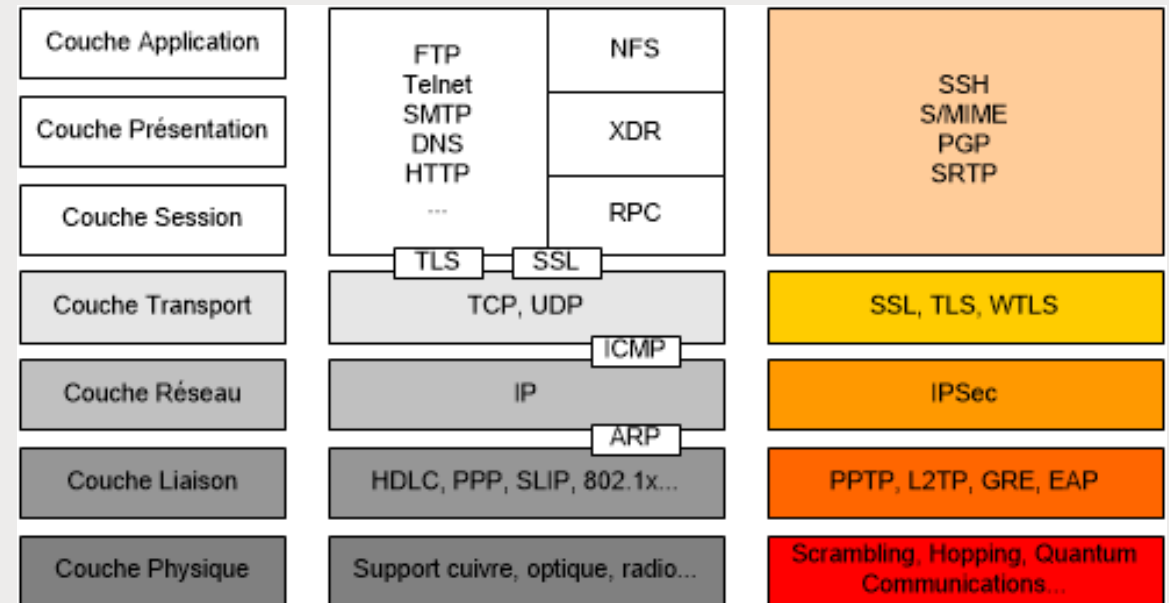 Couche Application
FTP
Telnet
SMTP
DNS
HTTP
...
NFS
SSH
S/MIME
PGP
SRTP
Couche Présentation
XDR
Couche Session
RPC
TLS
SSL
Couche Transport
TCP, UDP
SSL, TLS, WTLS
ICMP
Couche Réseau
IP
IPSec
ARP
Couche Liaison
HDLC, PPP, SLIP, 802.1x...
PPTP, L2TP, GRE, EAP
Couche Physique
Support cuivre, optique, radio...
Scrambling, Hopping, Quantum
Communications...